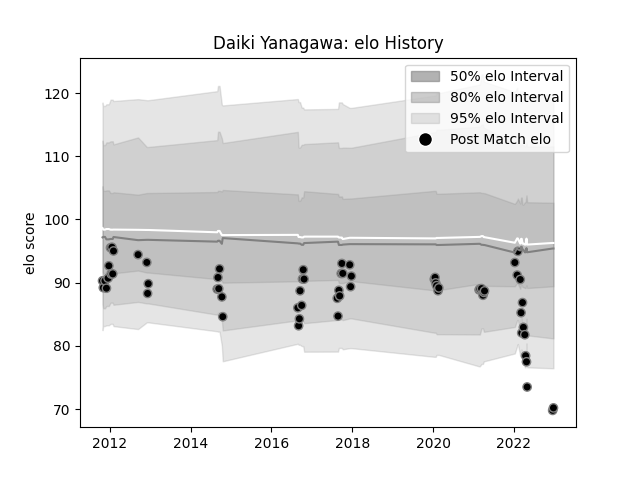 Daiki Yanagawa: elo History
50% elo Interval
80% elo Interval
95% elo Interval
Post Match elo
elo score
120
110
100
90
80
70
2012 2014 2016 2018 2020 2022